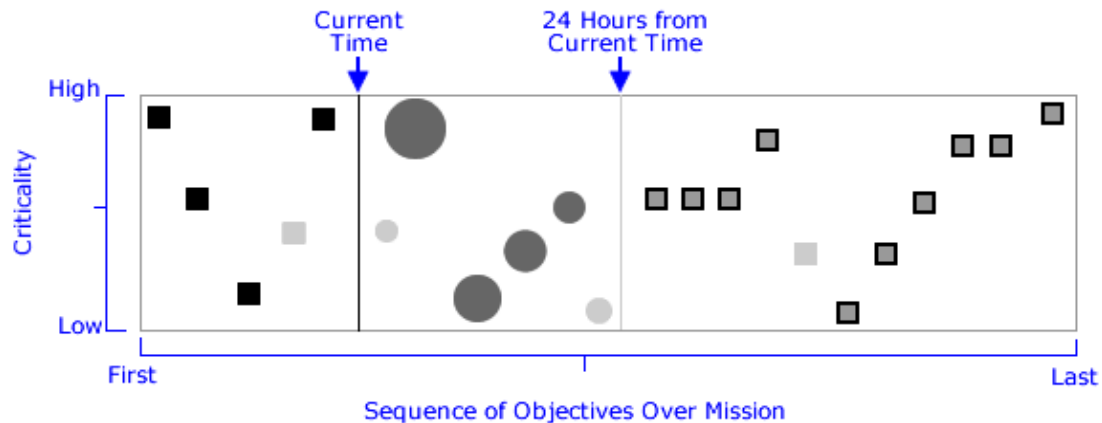 Current
Time
24 Hours from
Current Time
High
Criticality
Low
First
Last
Sequence of Objectives Over Mission